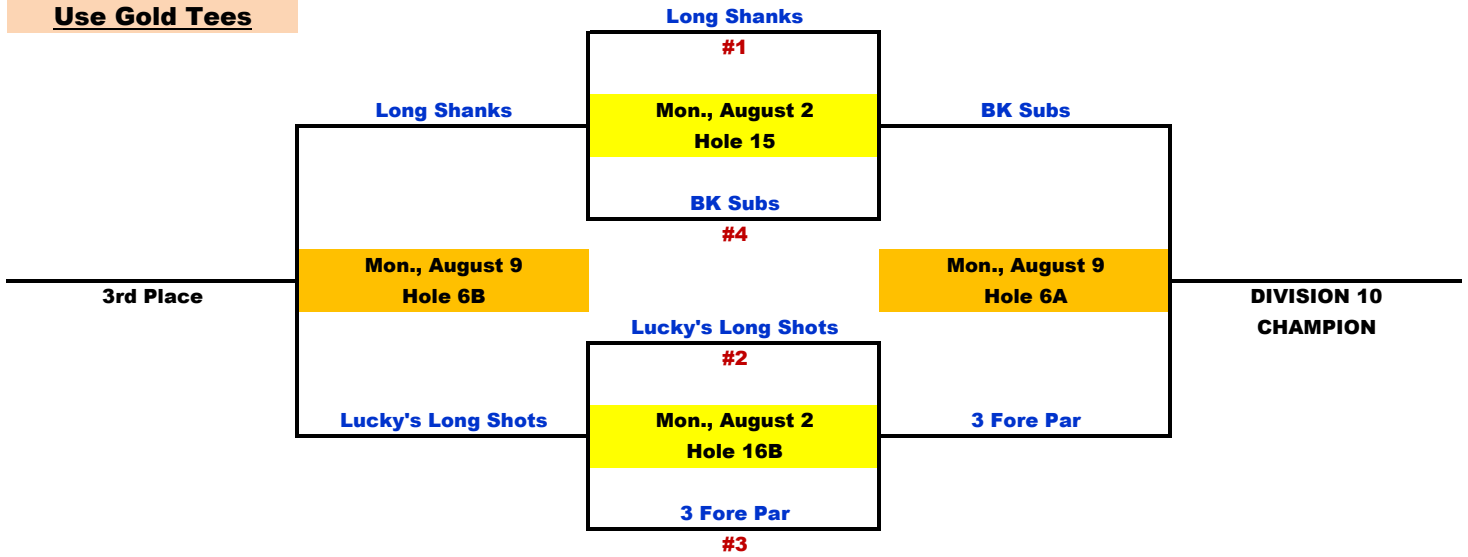 Use Gold Tees
Long Shanks
#1
Long Shanks
Mon., August 2
Hole 15
BK Subs
BK Subs
#4
Mon., August 9
Hole 6B
Mon., August 9
Hole 6A
3rd Place
DIVISION 10
CHAMPION
Lucky's Long Shots
#2
Lucky's Long Shots
Mon., August 2
Hole 16B
3 Fore Par
3 Fore Par
#3